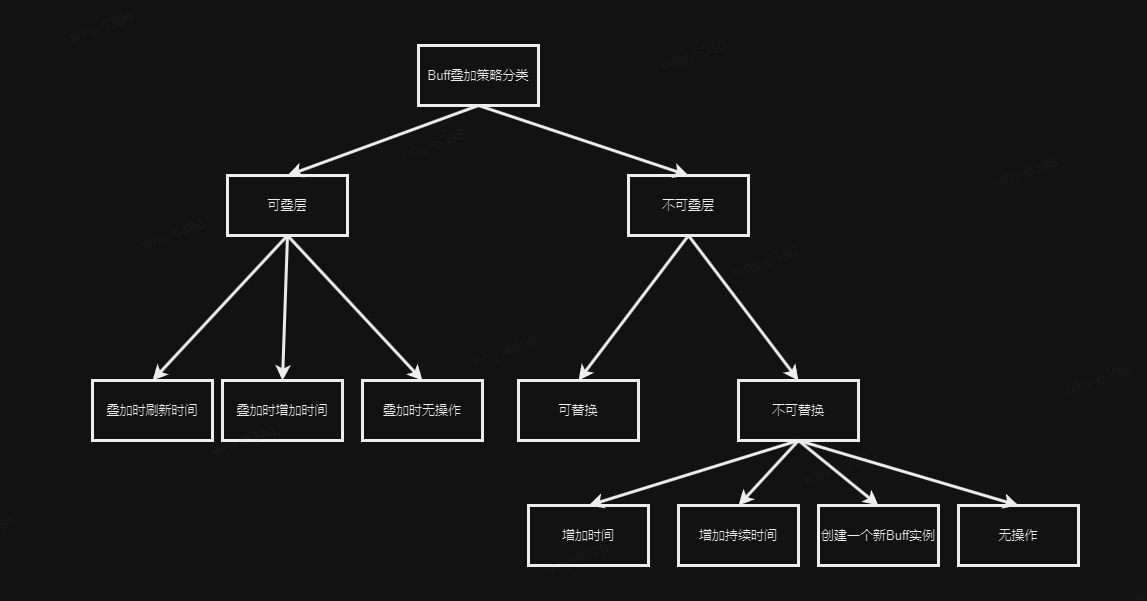 Buff叠加策略分类
可叠层
不可叠层
叠加时刷新时间
叠加时增加时间
叠加时无操作
可替换
不可替换
增加时间
增加持续时间
创建一个新Buff实例
无操作